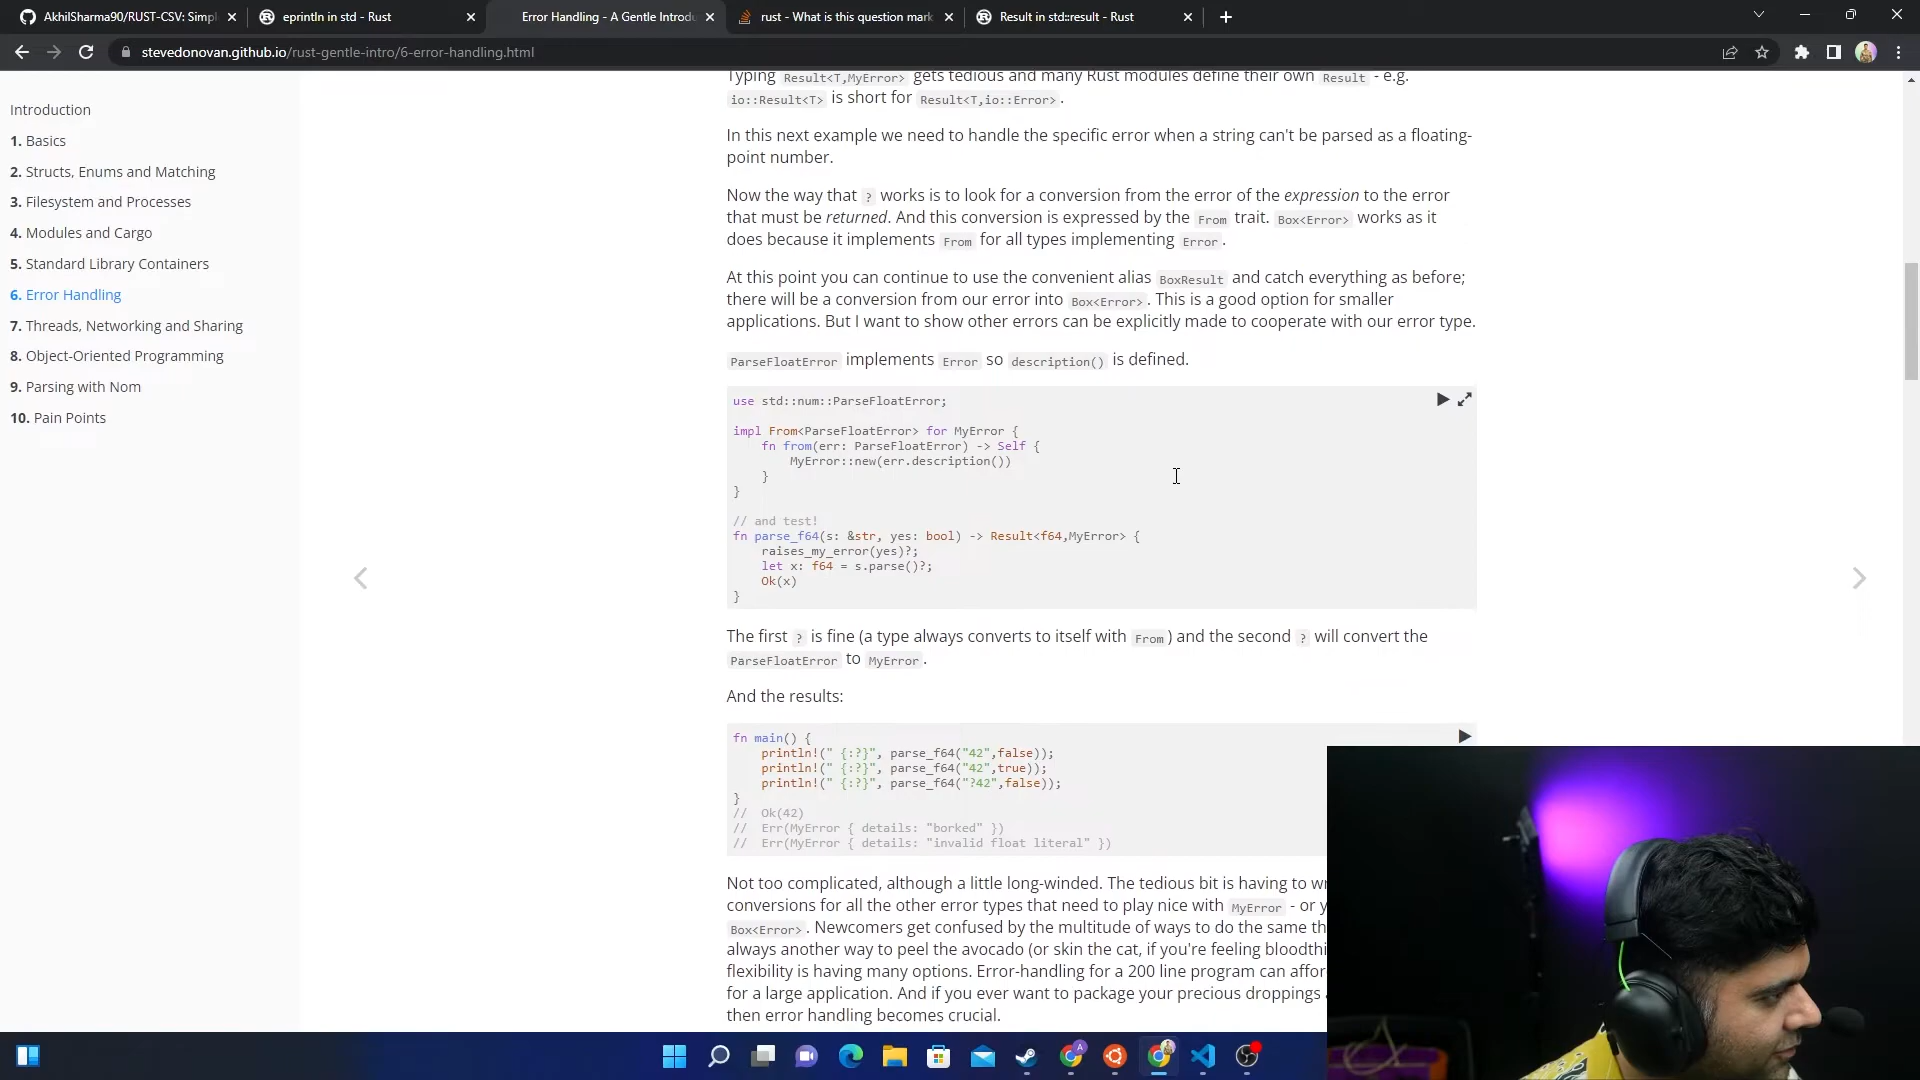 AkhilSharma90/RUST-CSV: Simpl
eprintln in std - Rust
Error Handling - A Gentle Introdu
rust - What is this question mark
Result in std::result - Rust
stevedonovan.github.io/rust-gentle-intro/6-error-handling.html
Introduction
1. Basics
2. Structs, Enums and Matching
3. Filesystem and Processes
4. Modules and Cargo
5. Standard Library Containers
6. Error Handling
7. Threads, Networking and Sharing
8. Object-Oriented Programming
9. Parsing with Nom
10. Pain Points
Typing Result<T,MyError> gets tedious and many Rust modules define their own Result - e.g.
io::Result<T> is short for Result<T,io::Error>.
In this next example we need to handle the specific error when a string can't be parsed as a floating-
point number.
Now the way that ? works is to look for a conversion from the error of the expression to the error
that must be returned. And this conversion is expressed by the From trait. Box<Error> works as it
does because it implements From for all types implementing Error.
At this point you can continue to use the convenient alias BoxResult and catch everything as before;
there will be a conversion from our error into Box<Error>. This is a good option for smaller
applications. But I want to show other errors can be explicitly made to cooperate with our error type.
ParseFloatError implements Error so description() is defined.
use std::num::ParseFloatError;
impl From<ParseFloatError> for MyError {
    fn from(err: ParseFloatError) -> Self {
        MyError::new(err.description())
    }
}
// and test!
fn parse_f64(s: &str, yes: bool) -> Result<f64,MyError> {
    raises_my_error(yes)?;
    let x: f64 = s.parse()?;
    Ok(x)
}
The first ? is fine (a type always converts to itself with From) and the second ? will convert the
ParseFloatError to MyError.
And the results:
fn main() {
    println!(" {:?}", parse_f64("42",false));
    println!(" {:?}", parse_f64("42",true));
    println!(" {:?}", parse_f64("?42",false));
}
//  Ok(42)
//  Err(MyError { details: "borked" })
//  Err(MyError { details: "invalid float literal" })
Not too complicated, although a little long-winded. The tedious bit is having to wr
conversions for all the other error types that need to play nice with MyError - or y
Box<Error>. Newcomers get confused by the multitude of ways to do the same th
always another way to peel the avocado (or skin the cat, if you're feeling bloodthi
flexibility is having many options. Error-handling for a 200 line program can affor
for a large application. And if you ever want to package your precious droppings
then error handling becomes crucial.